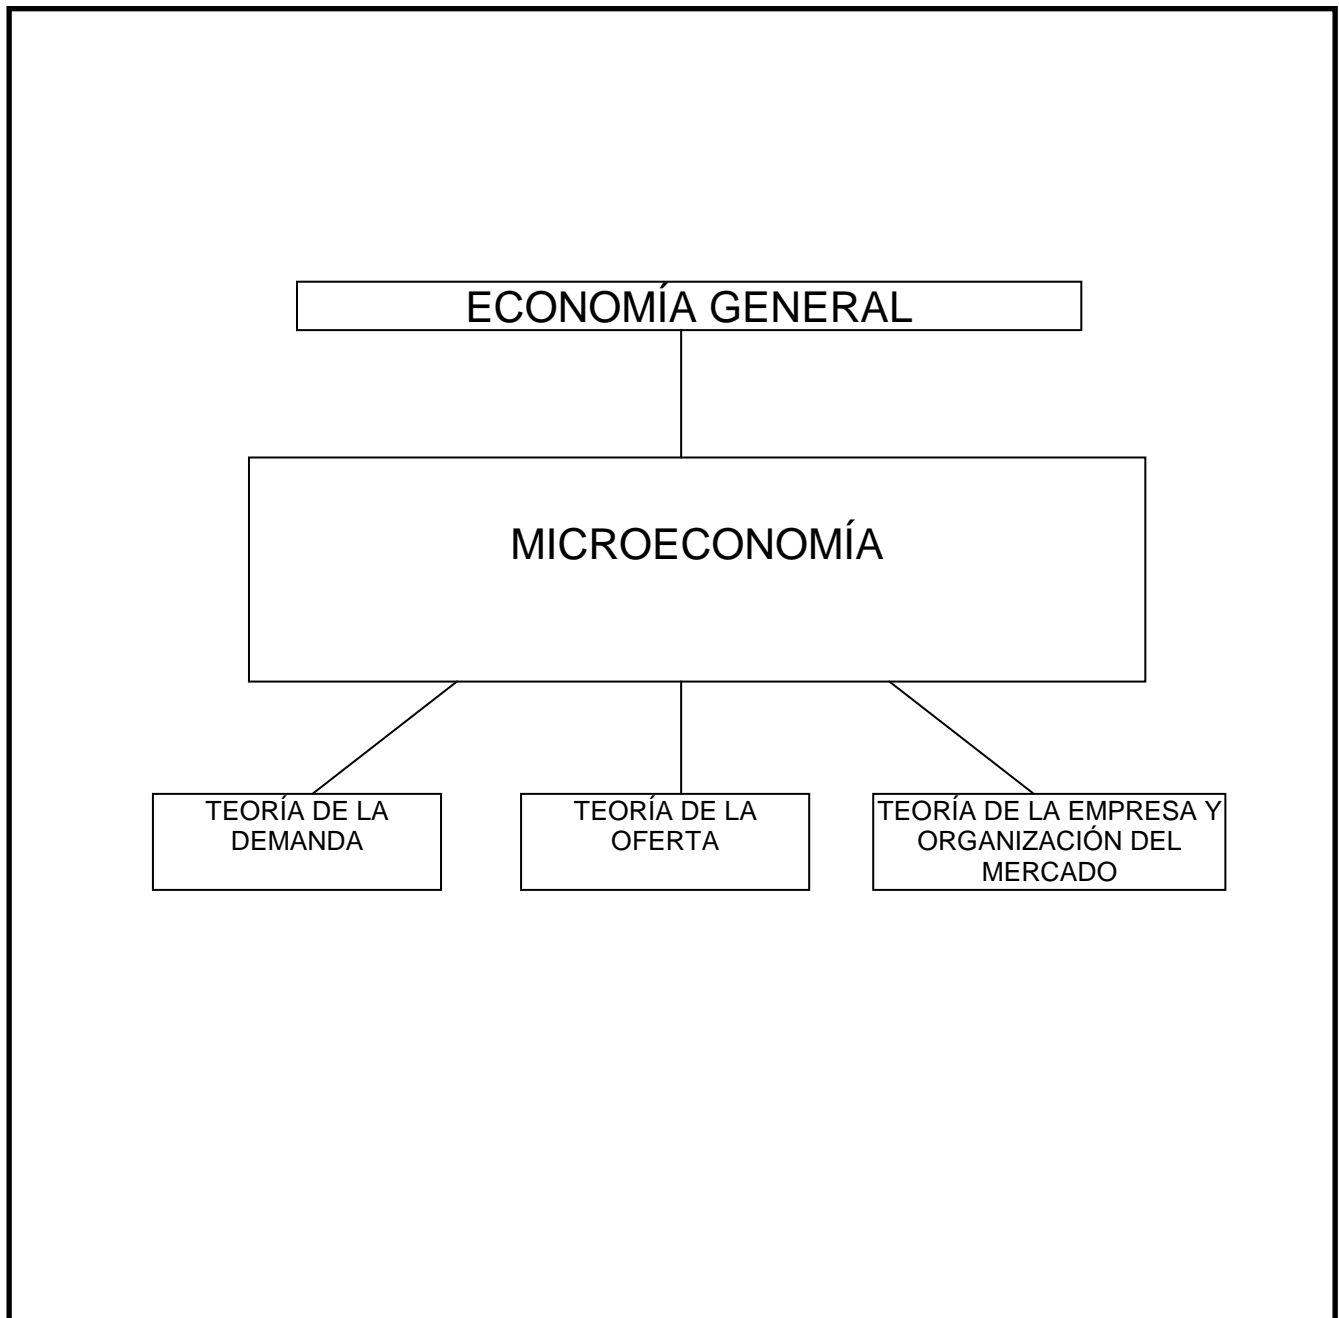 ECONOMÍA GENERAL
MICROECONOMÍA
TEORÍA DE LA
DEMANDA
TEORÍA DE LA
OFERTA
TEORÍA DE LA EMPRESA Y
ORGANIZACIÓN DEL
MERCADO